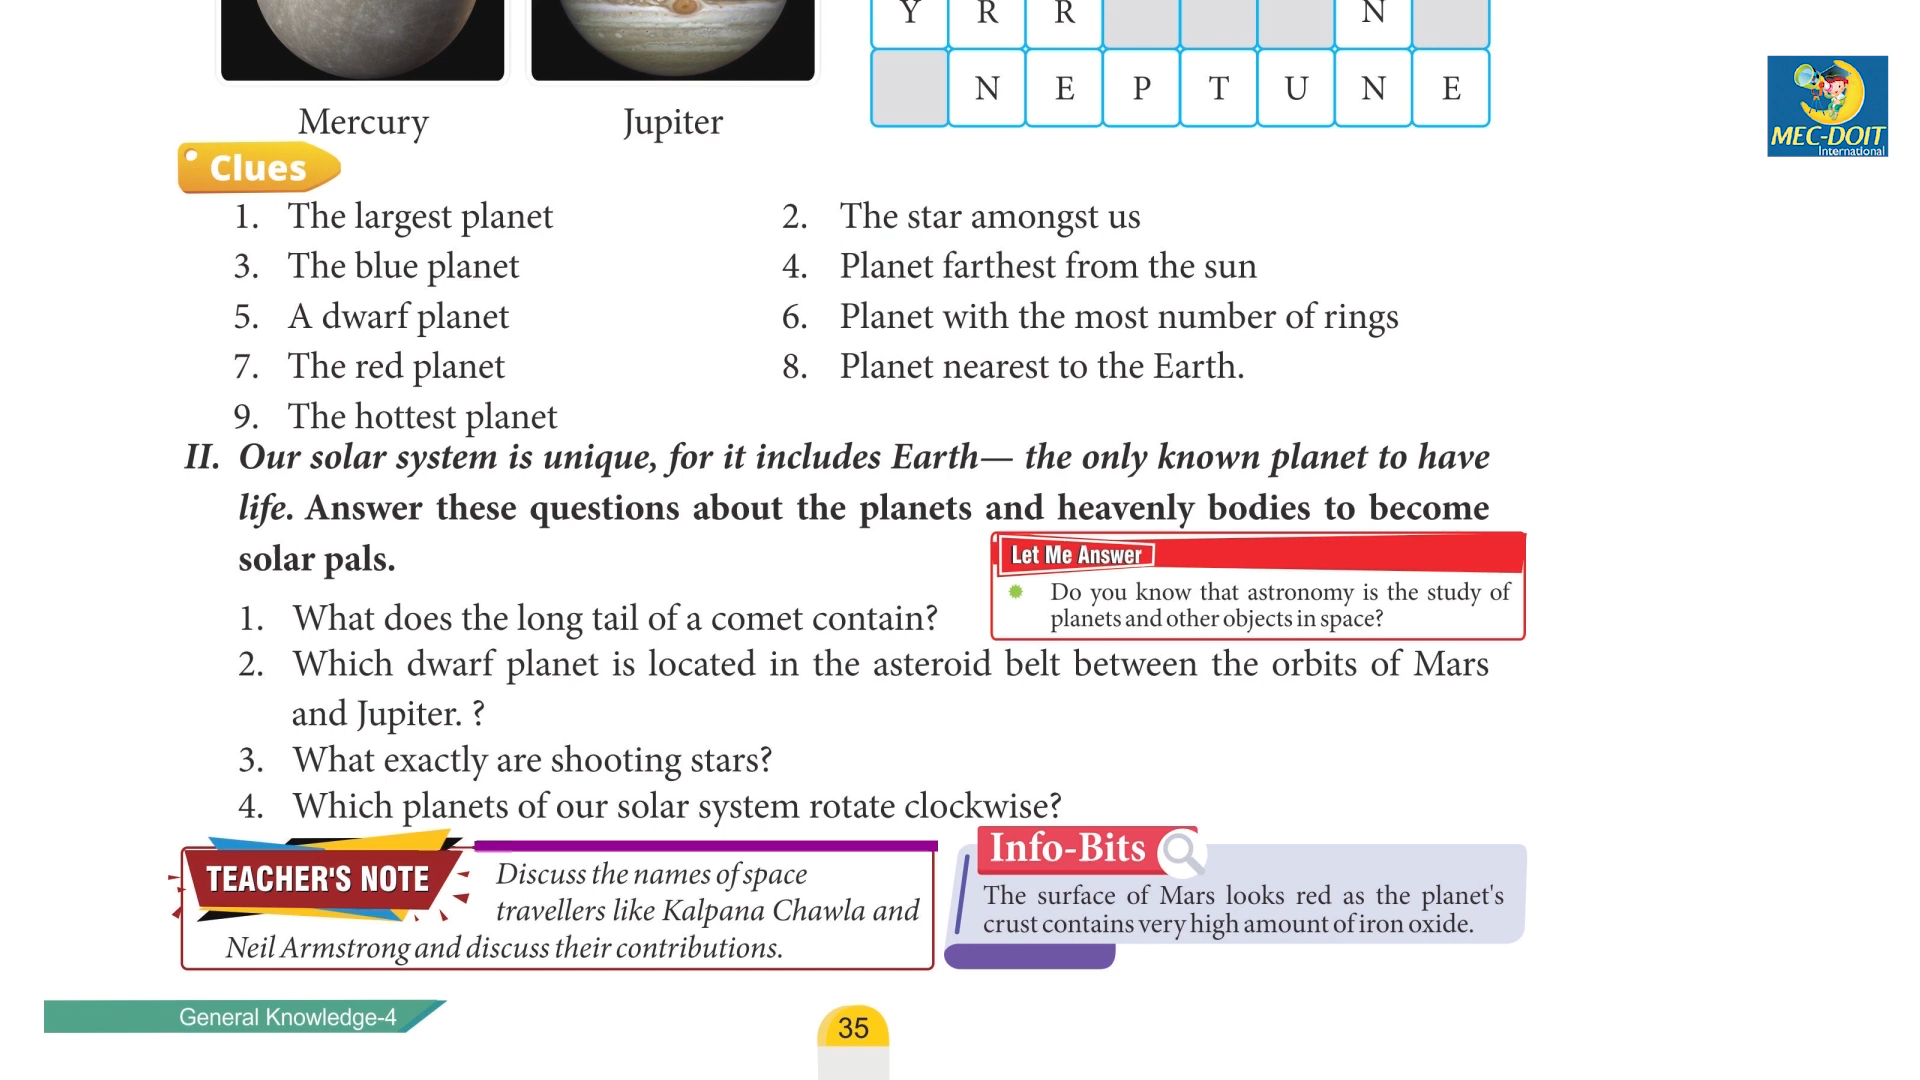 Y R R N
N E P T U N E
MEC-DOIT
International
Mercury Jupiter
Clues
1. The largest planet 2. The star amongst us
3. The blue planet 4. Planet farthest from the sun
5. A dwarf planet 6. Planet with the most number of rings
7. The red planet 8. Planet nearest to the Earth.
9. The hottest planet
II. Our solar system is unique, for it includes Earth— the only known planet to have
life. Answer these questions about the planets and heavenly bodies to become
solar pals.
Let Me Answer
Do you know that astronomy is the study of
planets and other objects in space?
1. What does the long tail of a comet contain?
2. Which dwarf planet is located in the asteroid belt between the orbits of Mars
and Jupiter. ?
3. What exactly are shooting stars?
4. Which planets of our solar system rotate clockwise?
TEACHER'S NOTE
Discuss the names of space
travellers like Kalpana Chawla and
Neil Armstrong and discuss their contributions.
Info-Bits
The surface of Mars looks red as the planet's
crust contains very high amount of iron oxide.
General Knowledge-4
35